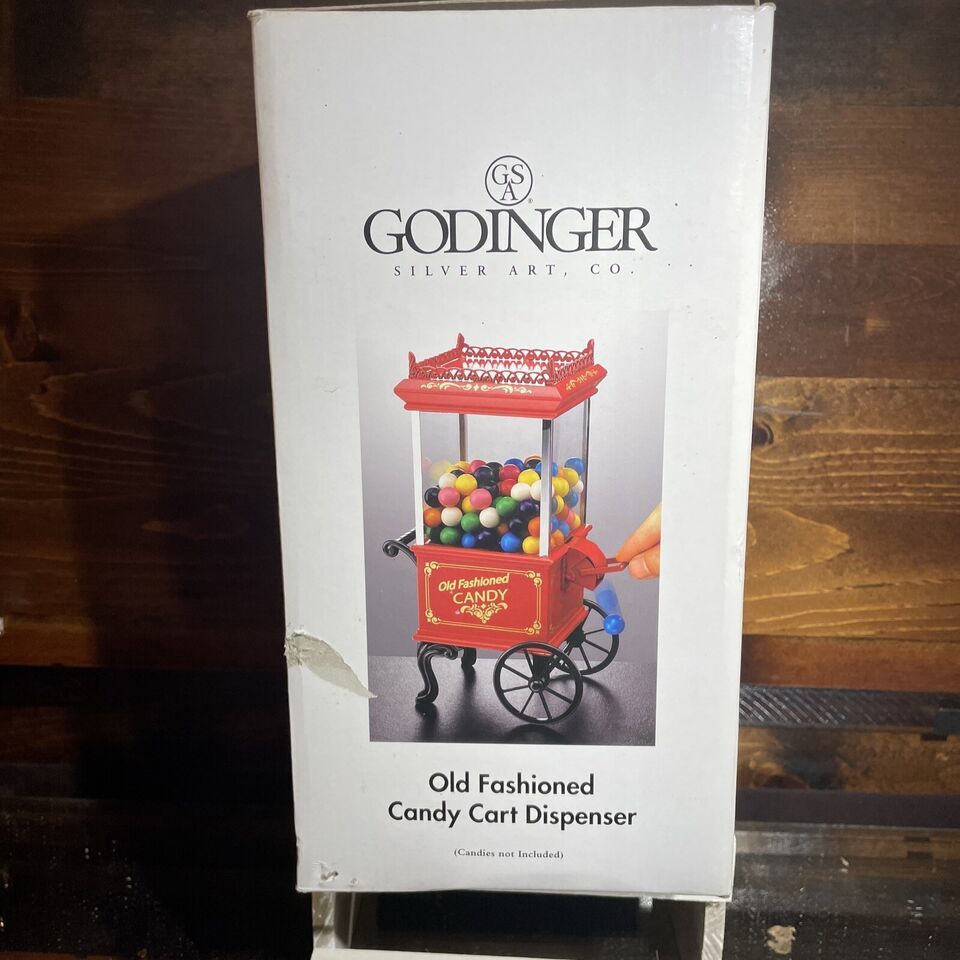 GSA
®
GODINGER
SILVER ART, CO.
Old Fashioned
CANDY
Old Fashioned
Candy Cart Dispenser
(Candies not Included)